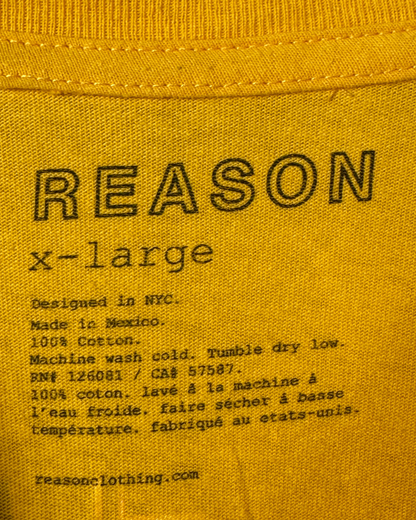 REASON
x-large
Designed in NYC.
Made in Mexico.
100% Cotton.
Machine wash cold. Tumble dry low.
RN# 126081 / CA# 57587.
100% coton. lavé à la machine à
l'eau froide. faire sécher à basse
température. fabriqué au etats-unis.
reasonclothing.com